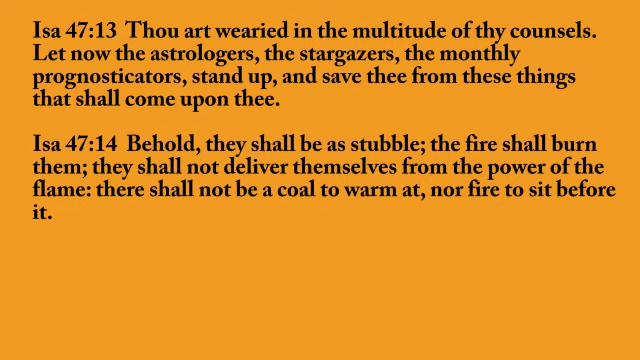 Isa 47:13  Thou art wearied in the multitude of thy counsels.
Let now the astrologers, the stargazers, the monthly
prognosticators, stand up, and save thee from these things
that shall come upon thee.
Isa 47:14  Behold, they shall be as stubble; the fire shall burn
them; they shall not deliver themselves from the power of the
flame: there shall not be a coal to warm at, nor fire to sit before
it.